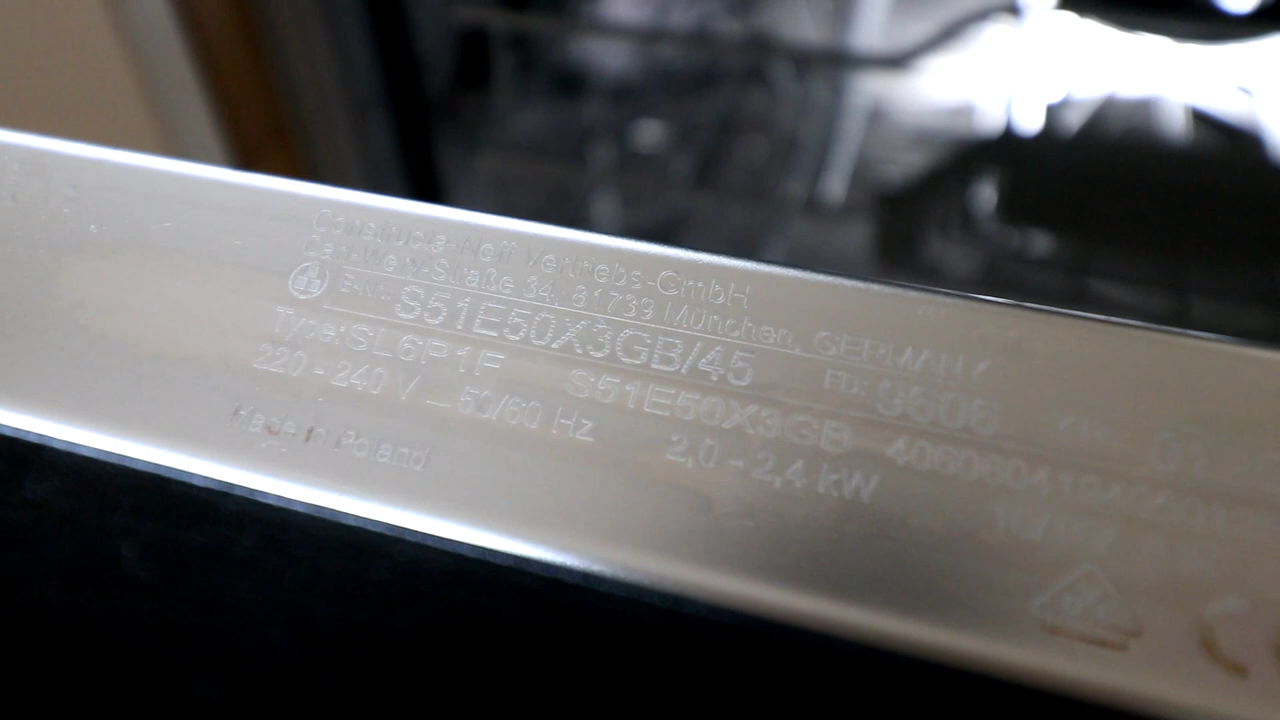 Constructa-Neff Vertriebs-GmbH
Carl-Wery-Straße 34, 81739 München, GERMANY
E-Nr. S51E50X3GB/45 FD: 9606
Type: SL6P1F S51E50X3GB
220 - 240 V 50/60 Hz 2,0 - 2,4 kW
Made in Poland